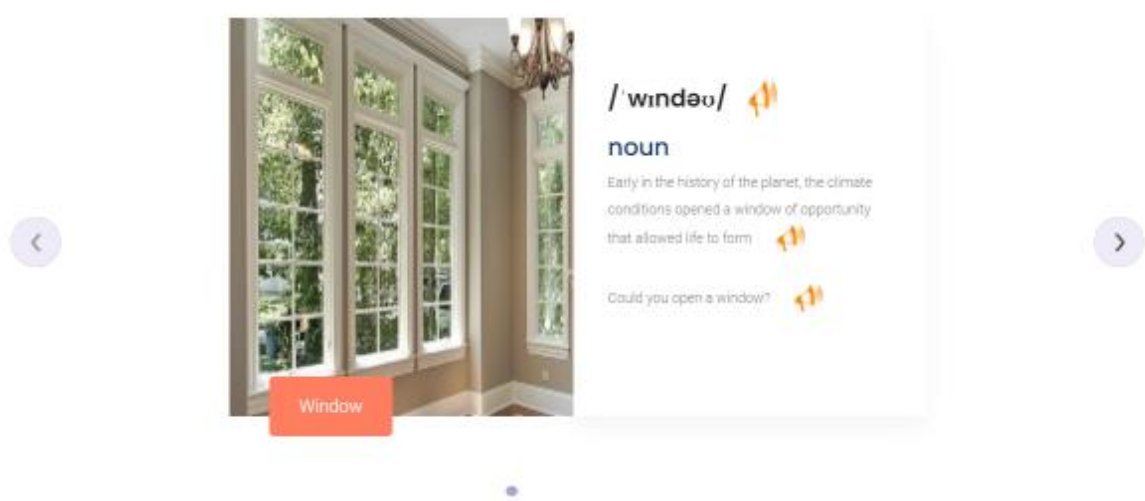 /ˈwɪndəʊ/
noun
Early in the history of the planet, the climate
conditions opened a window of opportunity
that allowed life to form
Could you open a window?
Window